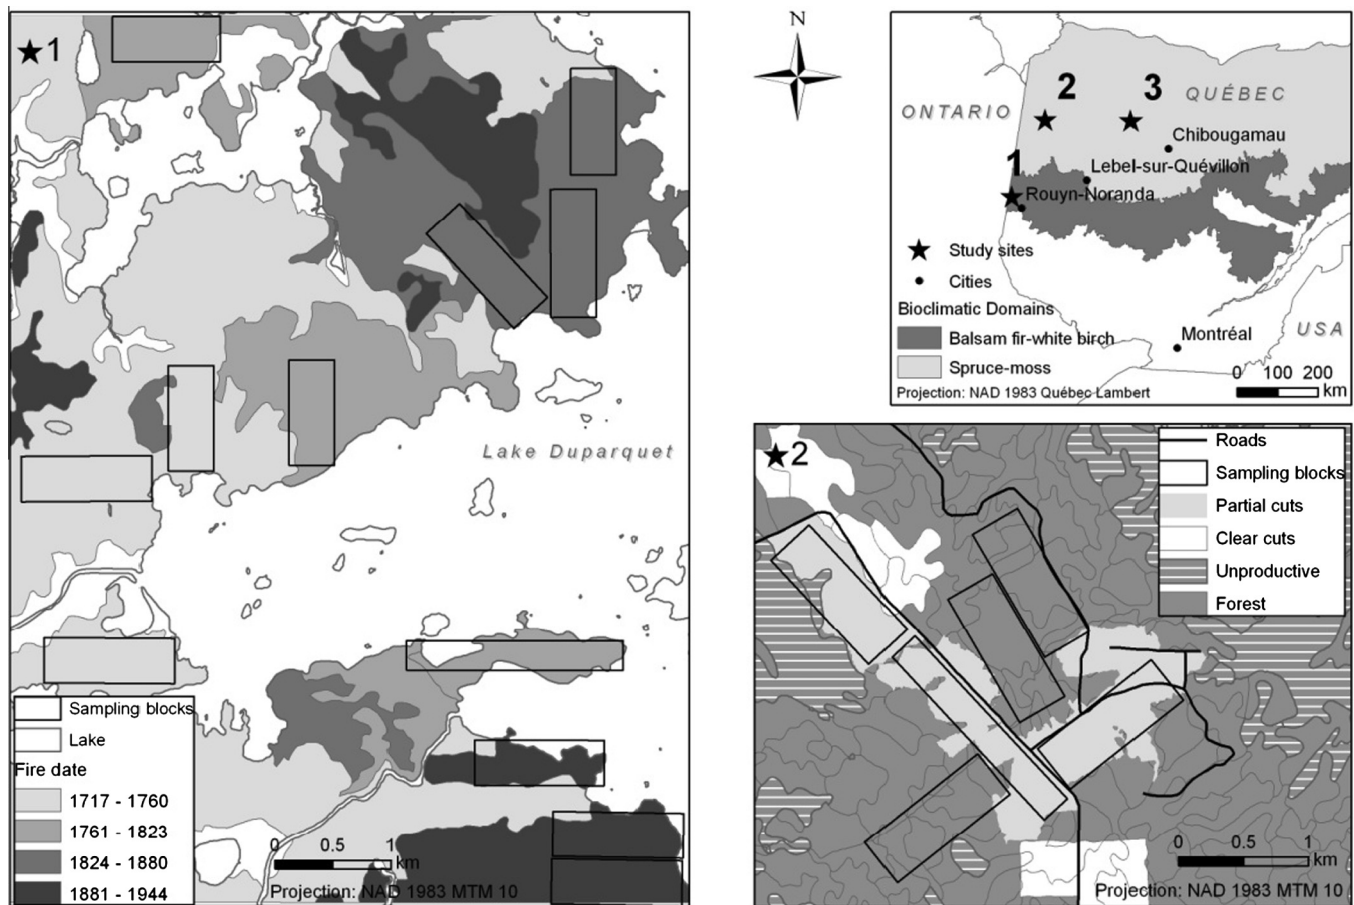 1
Lake Duparquet
Sampling blocks
Lake
Fire date
1717 - 1760
1761 - 1823
1824 - 1880
1881 - 1944
0 0.5 1
km
Projection: NAD 1983 MTM 10
N
ONTARIO
2
3
QUÉBEC
Chibougamau
1
Lebel-sur-Quévillon
Rouyn-Noranda
Study sites
Cities
Bioclimatic Domains
Balsam fir-white birch
Spruce-moss
Montréal
USA
0 100 200
km
Projection: NAD 1983 Québec Lambert
2
Roads
Sampling blocks
Partial cuts
Clear cuts
Unproductive
Forest
0 0.5 1
km
Projection: NAD 1983 MTM 10